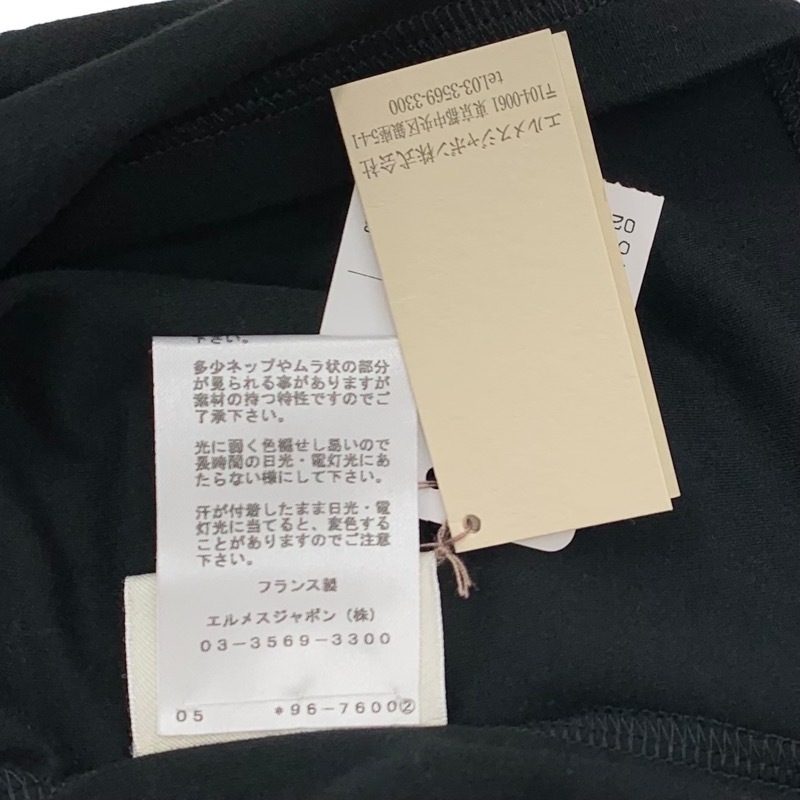 エルメスジャポン株式会社
〒104-0061 東京都中央区銀座5-4-1
tel.03-3569-3300
02
下さい。
多少ネップやムラ状の部分
が見られる事がありますが
素材の持つ特性ですのでご
了承下さい。
光に弱く色褪せし易いので
長時間の日光・電灯光にあ
たらない様にして下さい。
汗が付着したまま日光・電
灯光に当てると、変色する
ことがありますのでご注意
下さい。
フランス製
エルメスジャポン（株）
03-3569-3300
05 *96-7600②